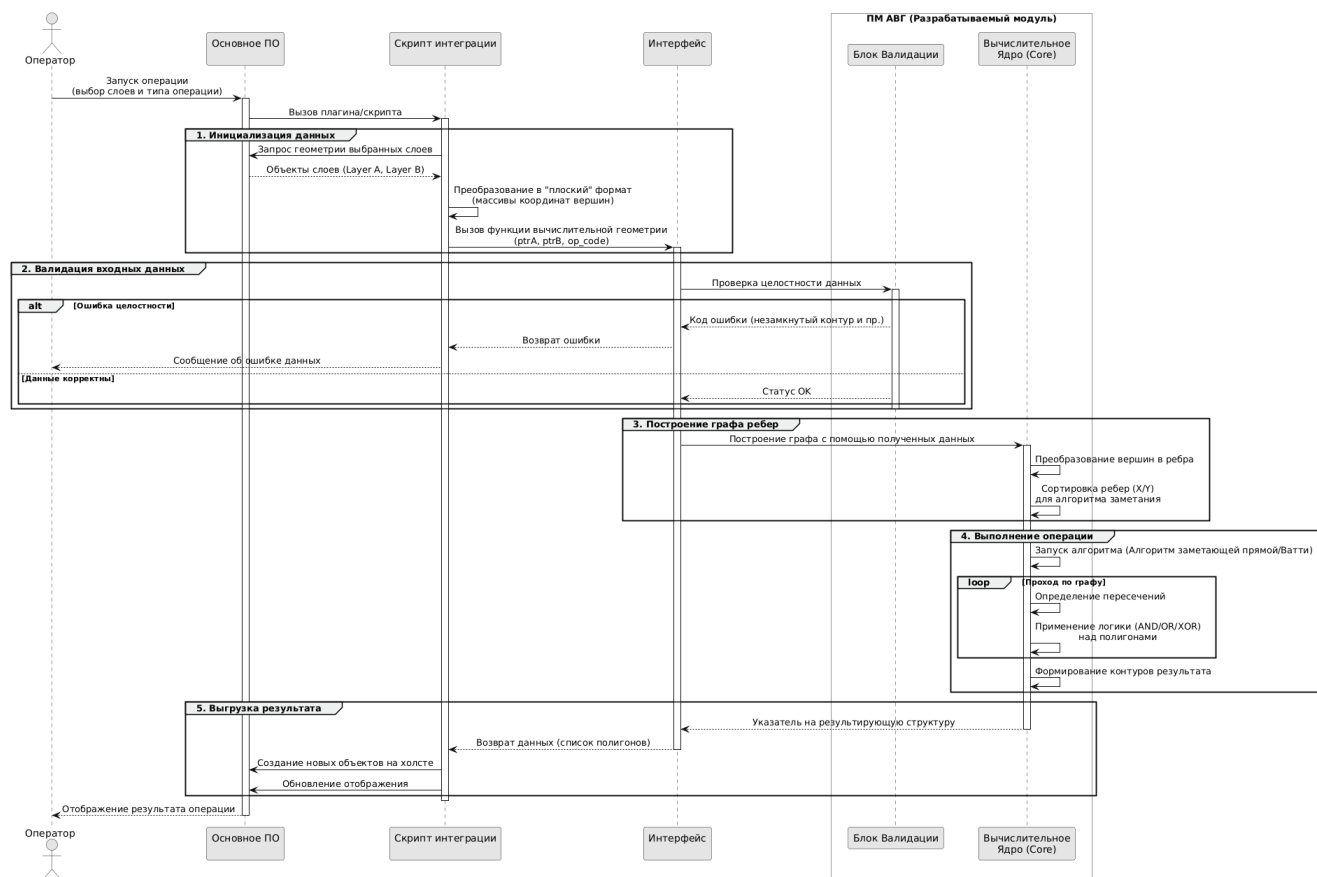 ПМ АВГ (Разрабатываемый модуль)
Оператор
Основное ПО
Скрипт интеграции
Интерфейс
Блок Валидации
Вычислительное
Ядро (Core)
Запуск операции
(выбор слоев и типа операции)
Вызов плагина/скрипта
1. Инициализация данных
Запрос геометрии выбранных слоев
Объекты слоев (Layer A, Layer B)
Преобразование в "плоский" формат
(массивы координат вершин)
Вызов функции вычислительной геометрии
(ptrA, ptrB, op_code)
2. Валидация входных данных
Проверка целостности данных
alt [Ошибка целостности]
Код ошибки (незамкнутый контур и пр.)
Возврат ошибки
Сообщение об ошибке данных
[Данные корректны]
Статус OK
3. Построение графа ребер
Построение графа с помощью полученных данных
Преобразование вершин в ребра
Сортировка ребер (X/Y)
для алгоритма заметания
4. Выполнение операции
Запуск алгоритма (Алгоритм заметающей прямой/Ватти)
loop [Проход по графу]
Определение пересечений
Применение логики (AND/OR/XOR)
над полигонами
Формирование контуров результата
5. Выгрузка результата
Указатель на результирующую структуру
Возврат данных (список полигонов)
Создание новых объектов на холсте
Обновление отображения
Отображение результата операции
Оператор
Основное ПО
Скрипт интеграции
Интерфейс
Блок Валидации
Вычислительное
Ядро (Core)